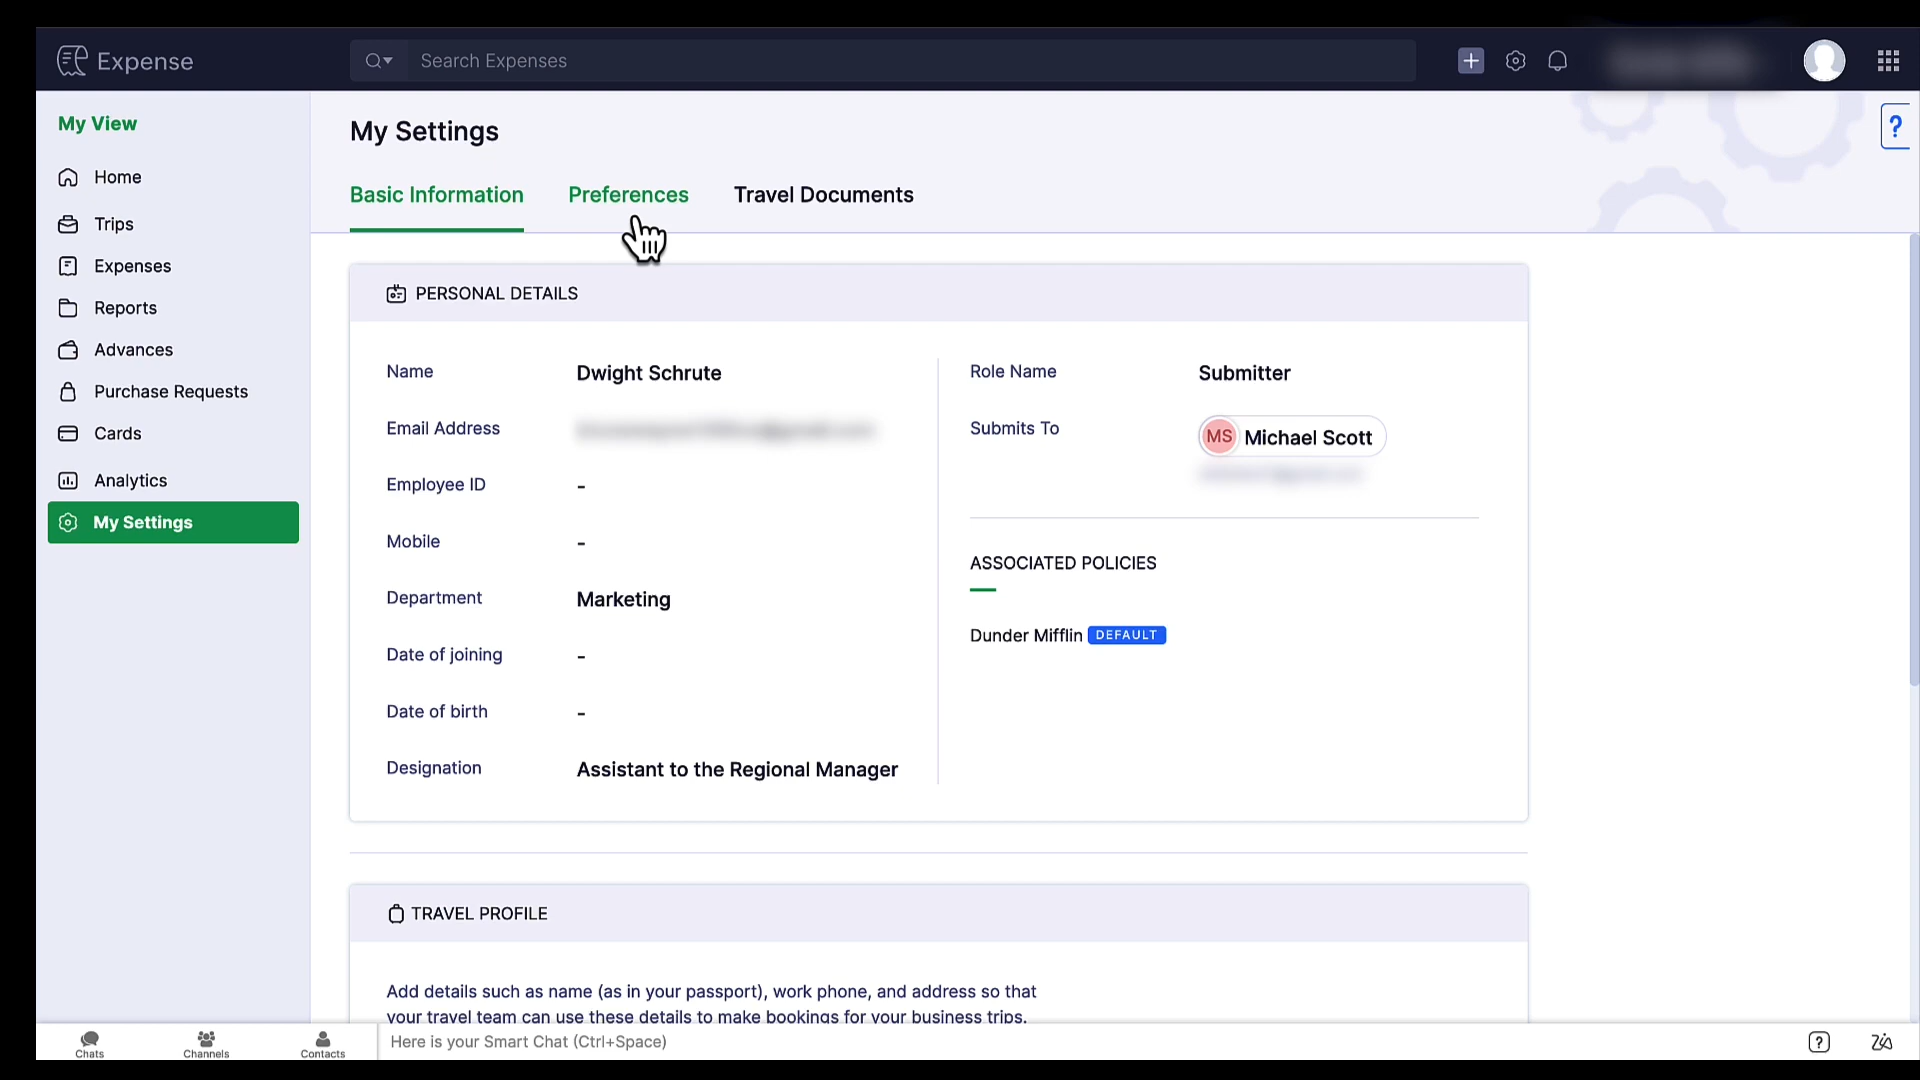 Expense
Search Expenses
?
My View
Home
Trips
Expenses
Reports
Advances
Purchase Requests
Cards
Analytics
My Settings
My Settings
Basic Information Preferences Travel Documents
PERSONAL DETAILS
Name Dwight Schrute
Email Address
Employee ID -
Mobile -
Department Marketing
Date of joining -
Date of birth -
Designation Assistant to the Regional Manager
Role Name Submitter
Submits To MS Michael Scott
ASSOCIATED POLICIES
Dunder Mifflin DEFAULT
TRAVEL PROFILE
Add details such as name (as in your passport), work phone, and address so that
your travel team can use these details to make bookings for your business trips.
Chats Channels Contacts Here is your Smart Chat (Ctrl+Space) ?